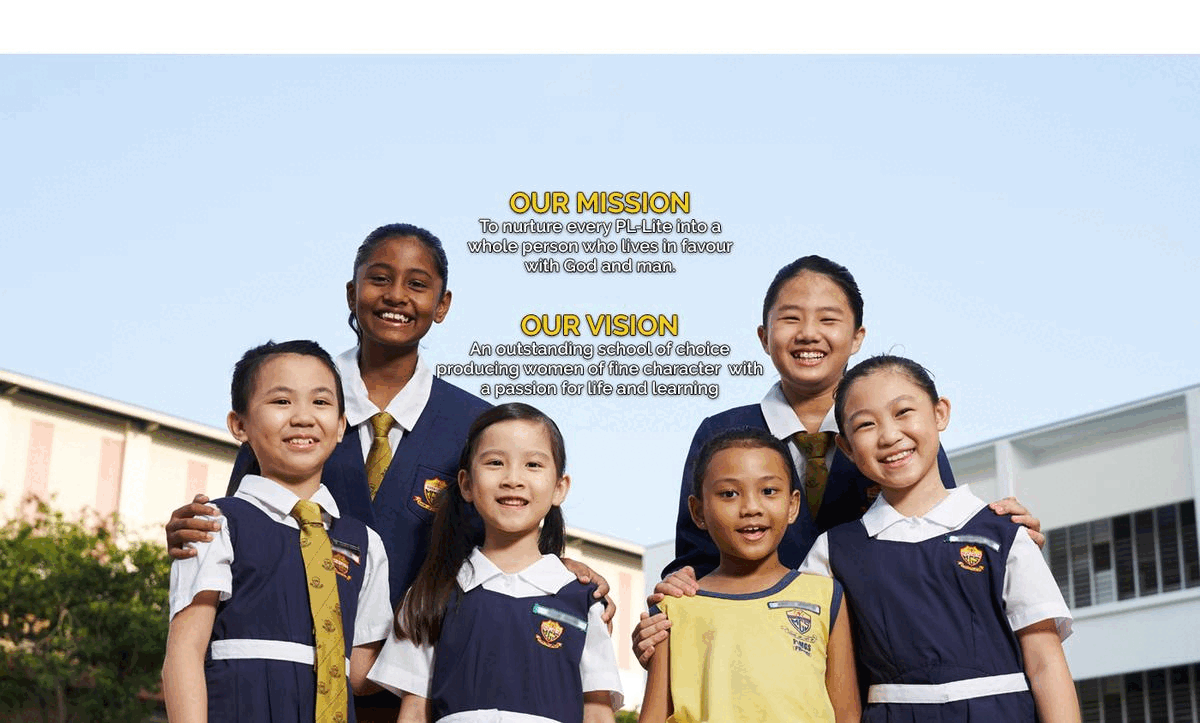 OUR MISSION
To nurture every PL-Lite into a
whole person who lives in favour
with God and man.
OUR VISION
An outstanding school of choice
producing women of fine character with
a passion for life and learning